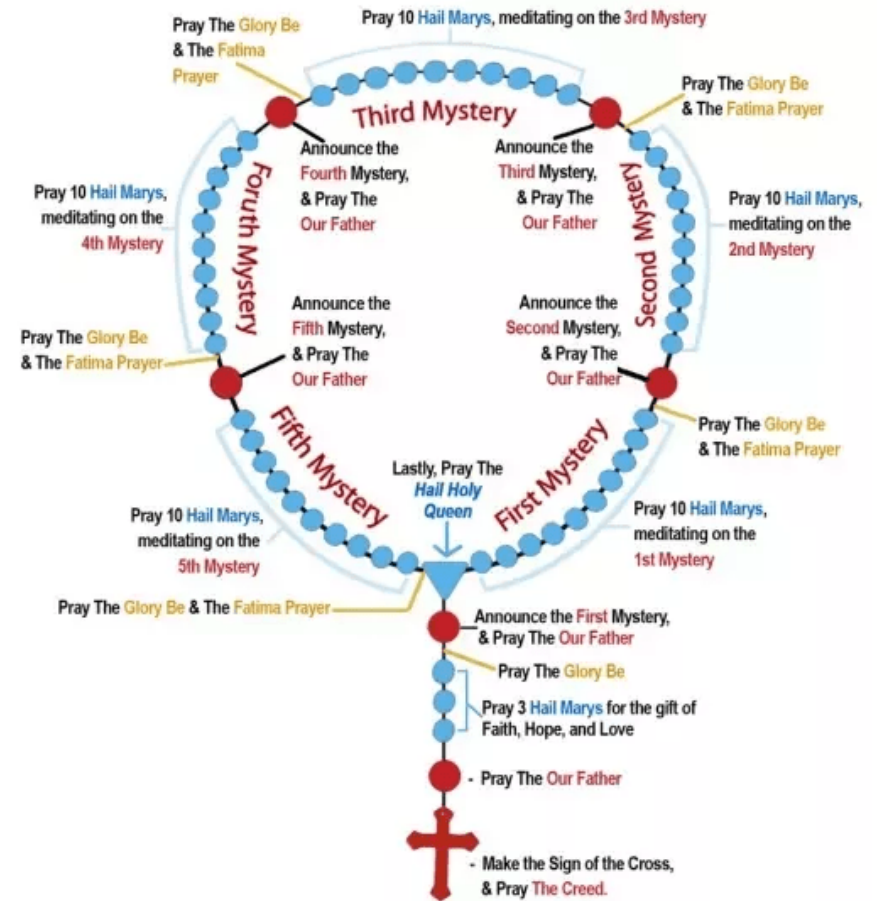 Pray 10 Hail Marys, meditating on the 3rd Mystery
Pray The Glory Be
& The Fatima
Prayer
Pray The Glory Be
& The Fatima Prayer
Third Mystery
Announce the
Fourth Mystery,
& Pray The
Our Father
Announce the
Third Mystery,
& Pray The
Our Father
Pray 10 Hail Marys,
meditating on the
4th Mystery
Foruth Mystery
Second Mystery
Pray 10 Hail Marys,
meditating on the
2nd Mystery
Announce the
Fifth Mystery,
& Pray The
Our Father
Announce the
Second Mystery,
& Pray The
Our Father
Pray The Glory Be
& The Fatima Prayer
Pray The Glory Be
& The Fatima Prayer
Fifth Mystery
First Mystery
Lastly, Pray The
Hail Holy
Queen
Pray 10 Hail Marys,
meditating on the
5th Mystery
Pray 10 Hail Marys,
meditating on the
1st Mystery
Pray The Glory Be & The Fatima Prayer
Announce the First Mystery,
& Pray The Our Father
Pray The Glory Be
Pray 3 Hail Marys for the gift of
Faith, Hope, and Love
- Pray The Our Father
- Make the Sign of the Cross,
& Pray The Creed.